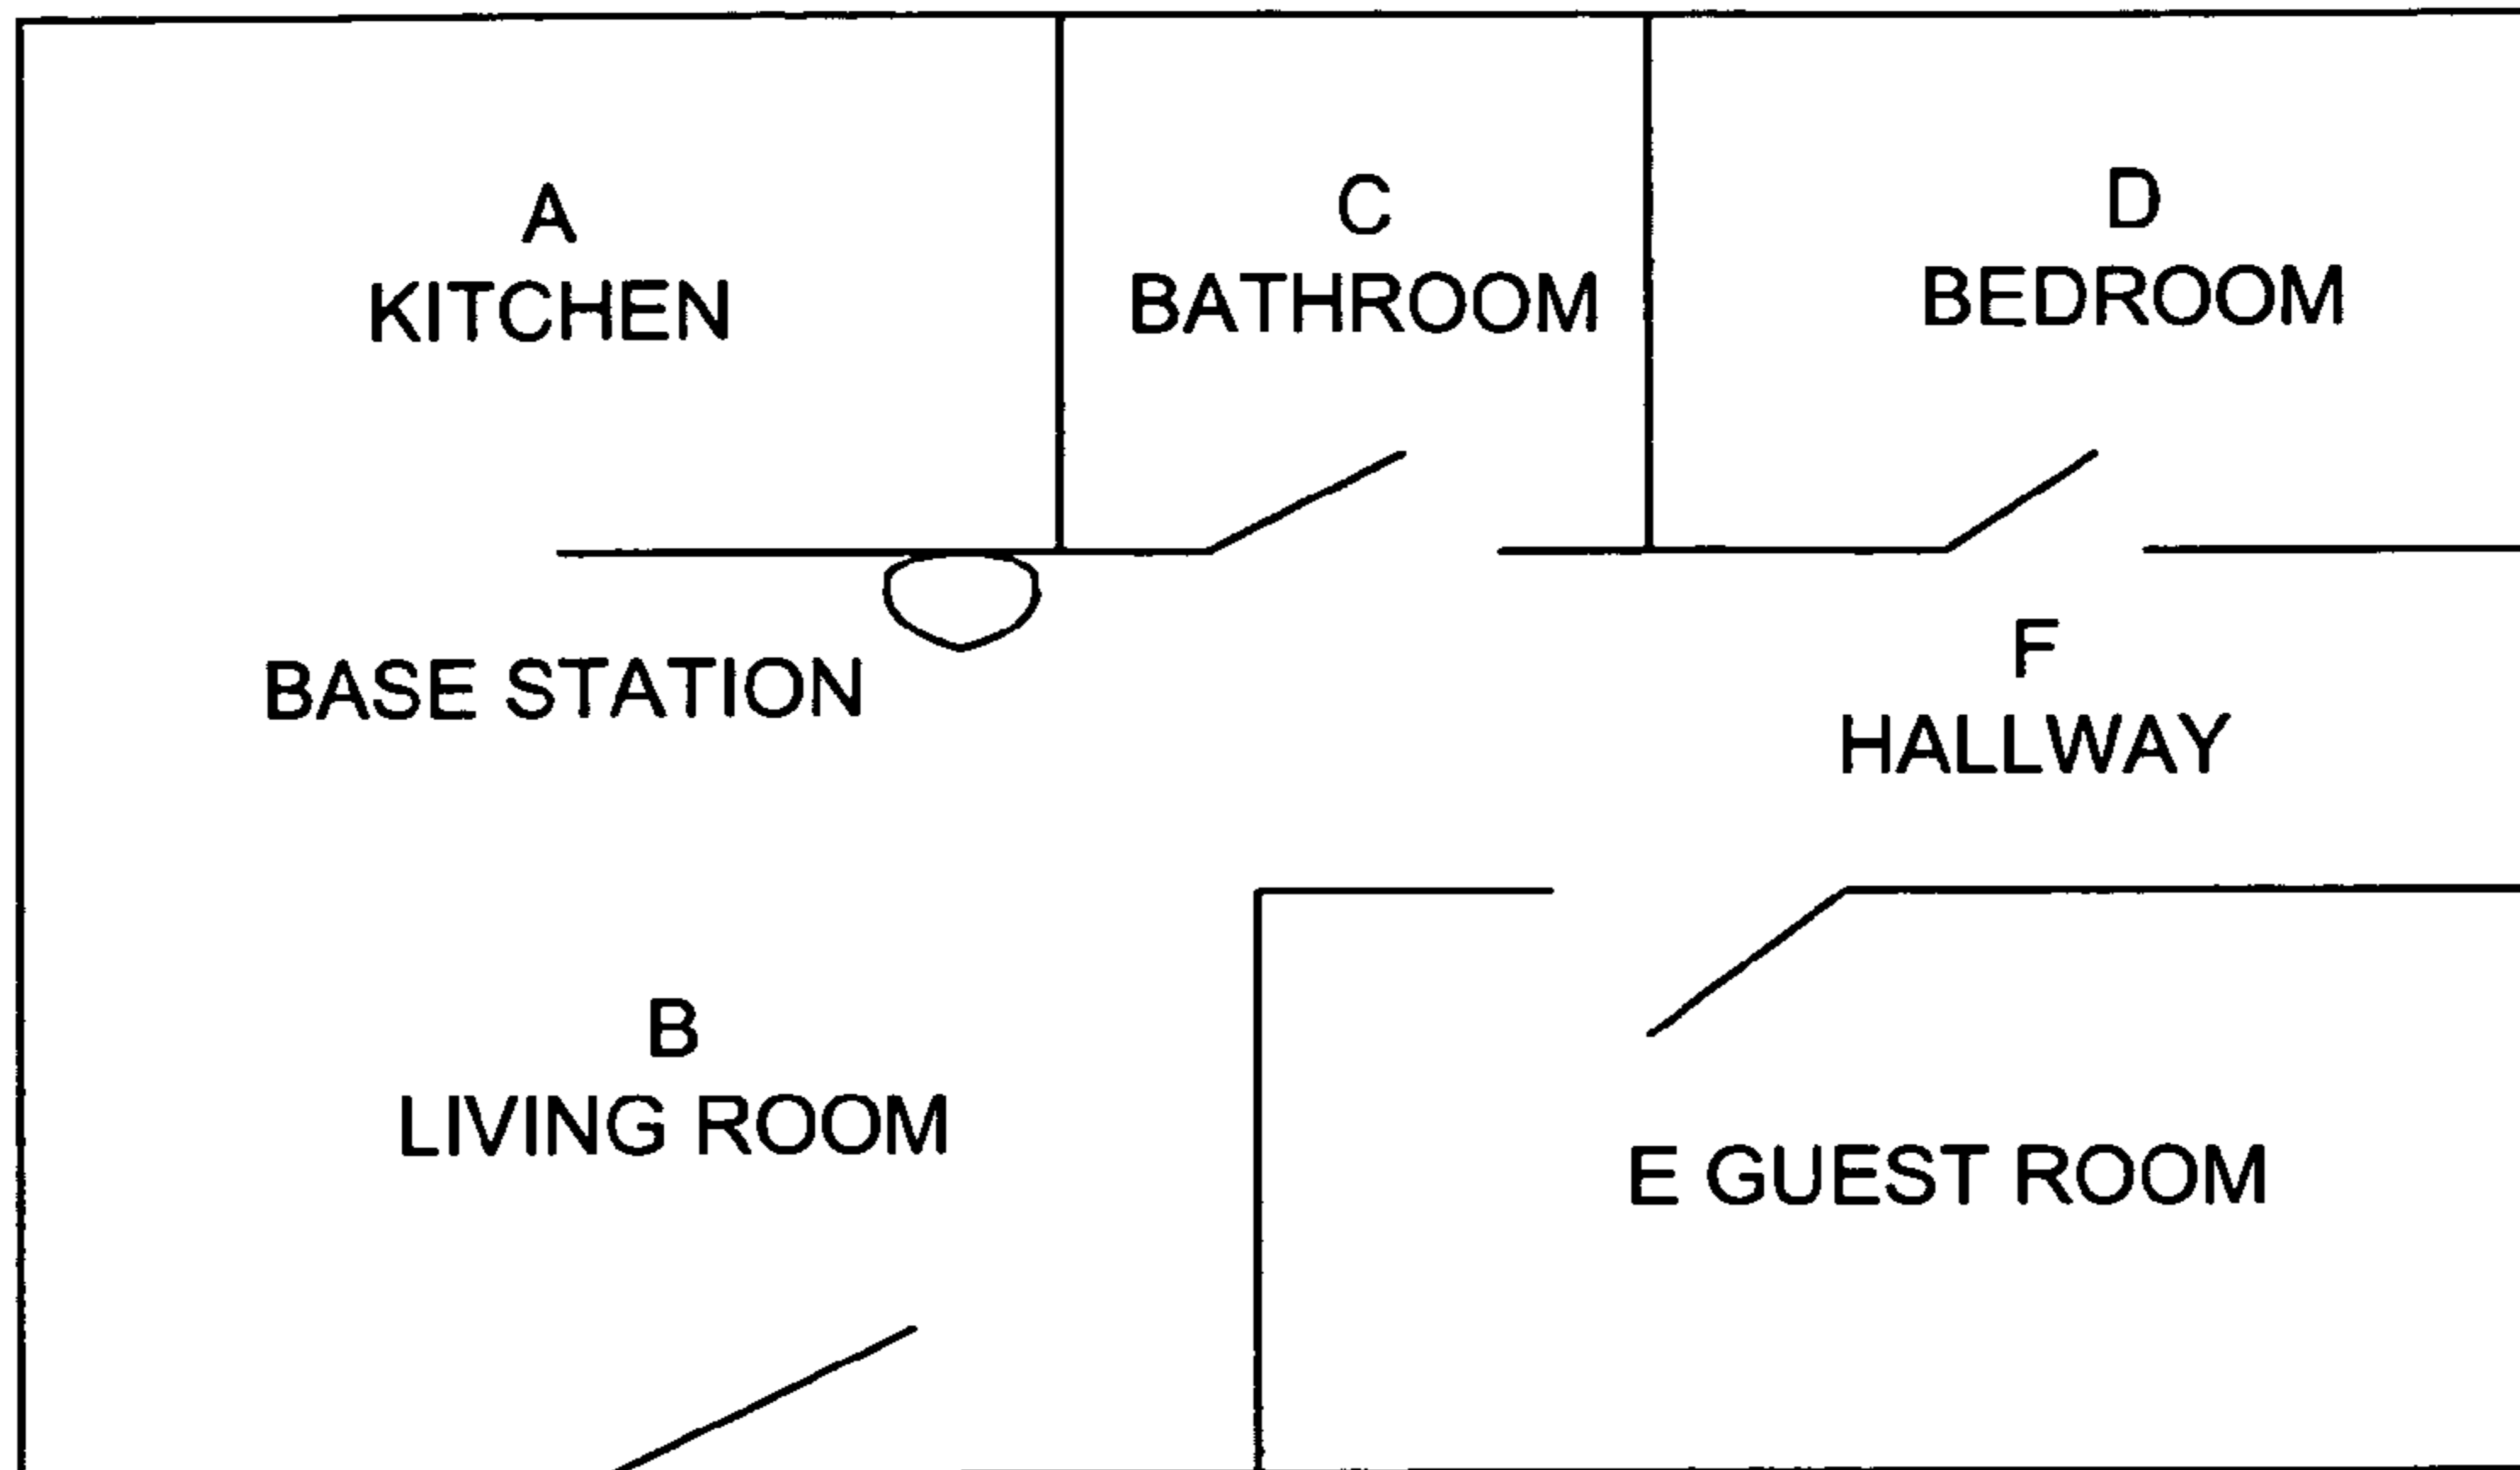 A
KITCHEN
C
BATHROOM
D
BEDROOM
BASE STATION
F
HALLWAY
B
LIVING ROOM
E GUEST ROOM